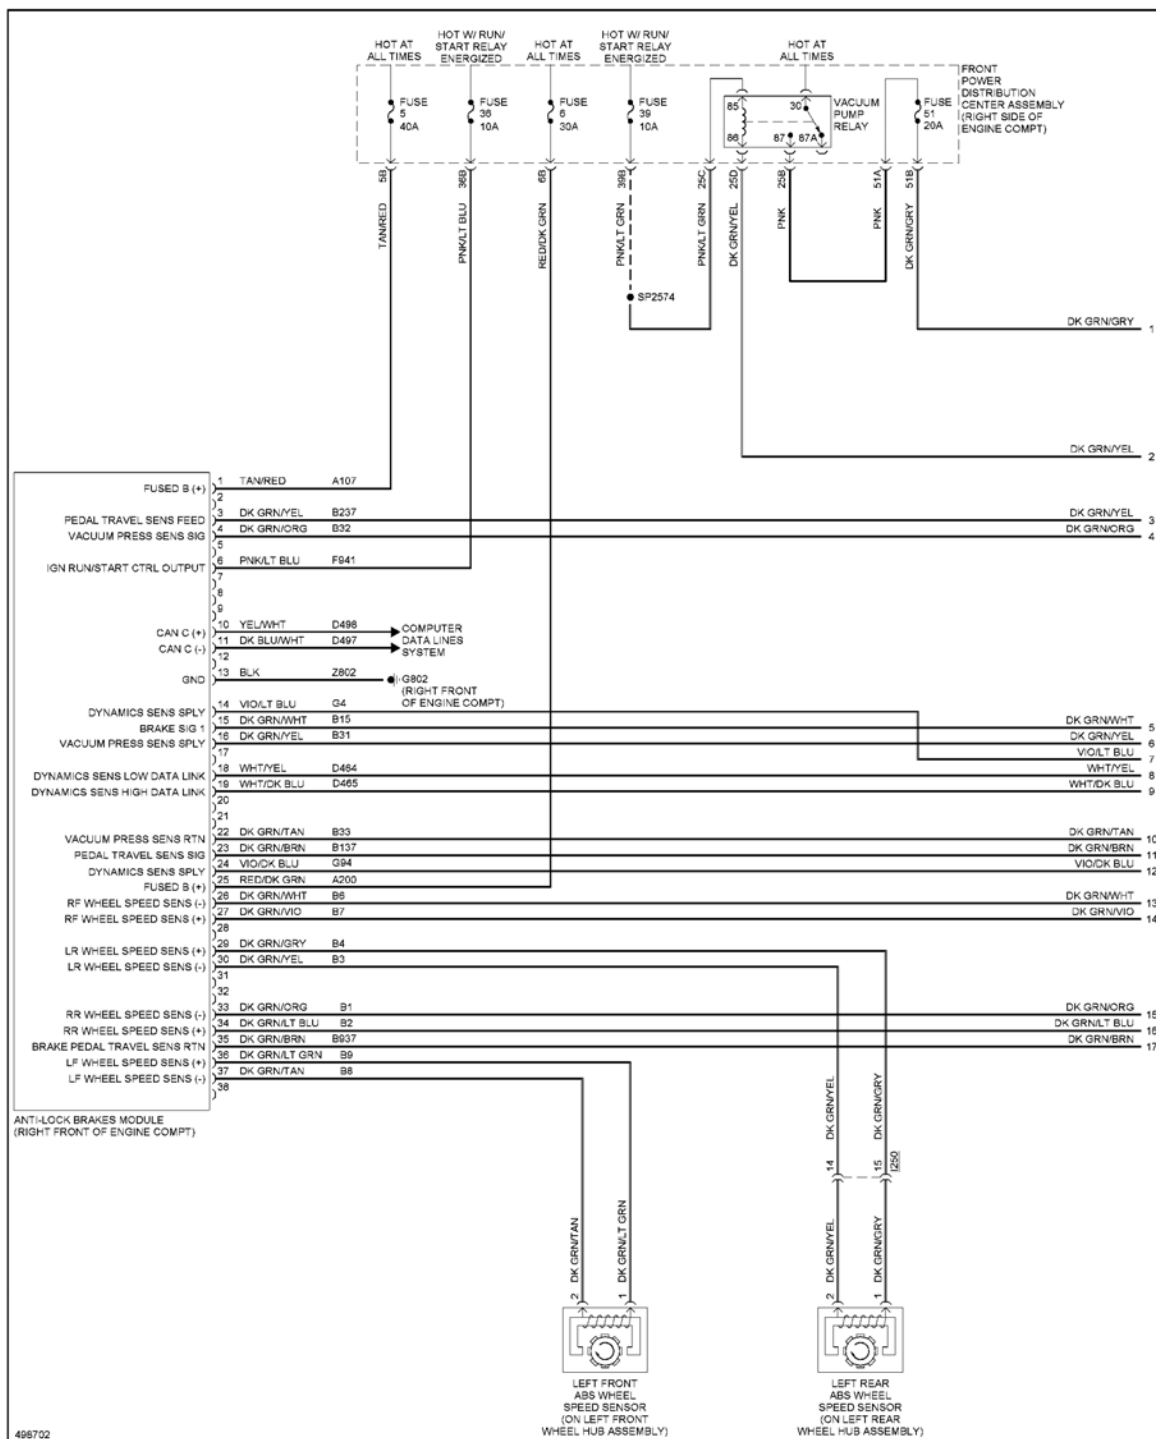 HOT AT
ALL TIMES
HOT W/ RUN/
START RELAY
ENERGIZED
HOT AT
ALL TIMES
HOT W/ RUN/
START RELAY
ENERGIZED
HOT AT
ALL TIMES
FRONT
POWER
DISTRIBUTION
CENTER ASSEMBLY
(RIGHT SIDE OF
ENGINE COMPT)
FUSE
5
40A
FUSE
36
10A
FUSE
6
30A
FUSE
39
10A
85
86
30
87
87A
VACUUM
PUMP
RELAY
FUSE
51
20A
5B
36B
6B
39B
25C
25D
25B
51A
51B
TAN/RED
PNK/LT BLU
RED/DK GRN
PNK/LT GRN
PNK/LT GRN
DK GRN/YEL
PNK
PNK
DK GRN/GRY
SP2574
DK GRN/GRY 1
DK GRN/YEL 2
FUSED B (+) 1 TAN/RED A107
2
PEDAL TRAVEL SENS FEED 3 DK GRN/YEL B237 DK GRN/YEL 3
VACUUM PRESS SENS SIG 4 DK GRN/ORG B32 DK GRN/ORG 4
5
IGN RUN/START CTRL OUTPUT 6 PNK/LT BLU F941
7
8
9
CAN C (+) 10 YEL/WHT D498
CAN C (-) 11 DK BLU/WHT D497
COMPUTER
DATA LINES
SYSTEM
12
GND 13 BLK Z802
G802
(RIGHT FRONT
OF ENGINE COMPT)
DYNAMICS SENS SPLY 14 VIO/LT BLU G4
BRAKE SIG 1 15 DK GRN/WHT B15 DK GRN/WHT 5
VACUUM PRESS SENS SPLY 16 DK GRN/YEL B31 DK GRN/YEL 6
17 VIO/LT BLU 7
DYNAMICS SENS LOW DATA LINK 18 WHT/YEL D464 WHT/YEL 8
DYNAMICS SENS HIGH DATA LINK 19 WHT/DK BLU D465 WHT/DK BLU 9
20
21
VACUUM PRESS SENS RTN 22 DK GRN/TAN B33 DK GRN/TAN 10
PEDAL TRAVEL SENS SIG 23 DK GRN/BRN B137 DK GRN/BRN 11
DYNAMICS SENS SPLY 24 VIO/DK BLU G94 VIO/DK BLU 12
FUSED B (+) 25 RED/DK GRN A200
RF WHEEL SPEED SENS (-) 26 DK GRN/WHT B6 DK GRN/WHT 13
RF WHEEL SPEED SENS (+) 27 DK GRN/VIO B7 DK GRN/VIO 14
28
LR WHEEL SPEED SENS (+) 29 DK GRN/GRY B4
LR WHEEL SPEED SENS (-) 30 DK GRN/YEL B3
31
32
RR WHEEL SPEED SENS (-) 33 DK GRN/ORG B1 DK GRN/ORG 15
RR WHEEL SPEED SENS (+) 34 DK GRN/LT BLU B2 DK GRN/LT BLU 16
BRAKE PEDAL TRAVEL SENS RTN 35 DK GRN/BRN B937 DK GRN/BRN 17
LF WHEEL SPEED SENS (+) 36 DK GRN/LT GRN B9
LF WHEEL SPEED SENS (-) 37 DK GRN/TAN B8
38
ANTI-LOCK BRAKES MODULE
(RIGHT FRONT OF ENGINE COMPT)
DK GRN/YEL
DK GRN/GRY
14
15
I250
DK GRN/TAN
DK GRN/LT GRN
DK GRN/YEL
DK GRN/GRY
2
1
2
1
LEFT FRONT
ABS WHEEL
SPEED SENSOR
(ON LEFT FRONT
WHEEL HUB ASSEMBLY)
LEFT REAR
ABS WHEEL
SPEED SENSOR
(ON LEFT REAR
WHEEL HUB ASSEMBLY)
498702